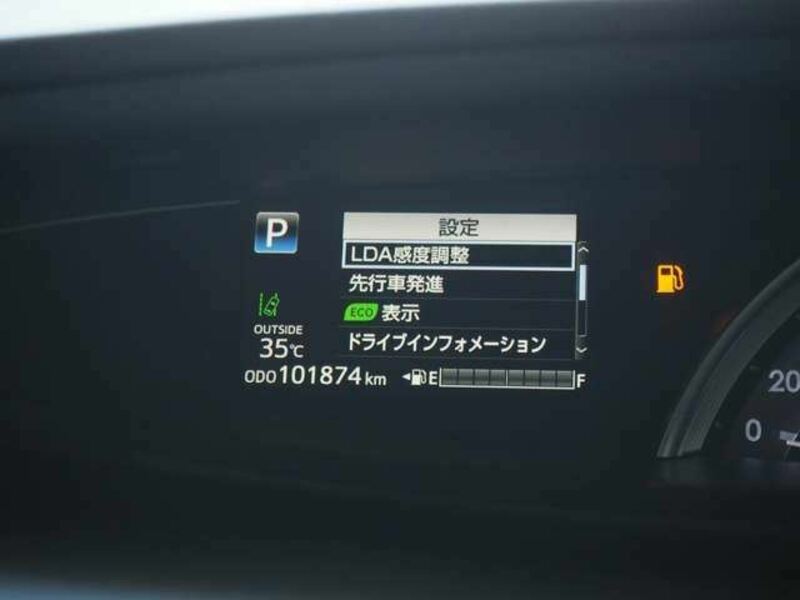 設定
P
LDA感度調整
先行車発進
ECO 表示
ドライブインフォメーション
OUTSIDE
35℃
ODO 101874 km
E F
20
0